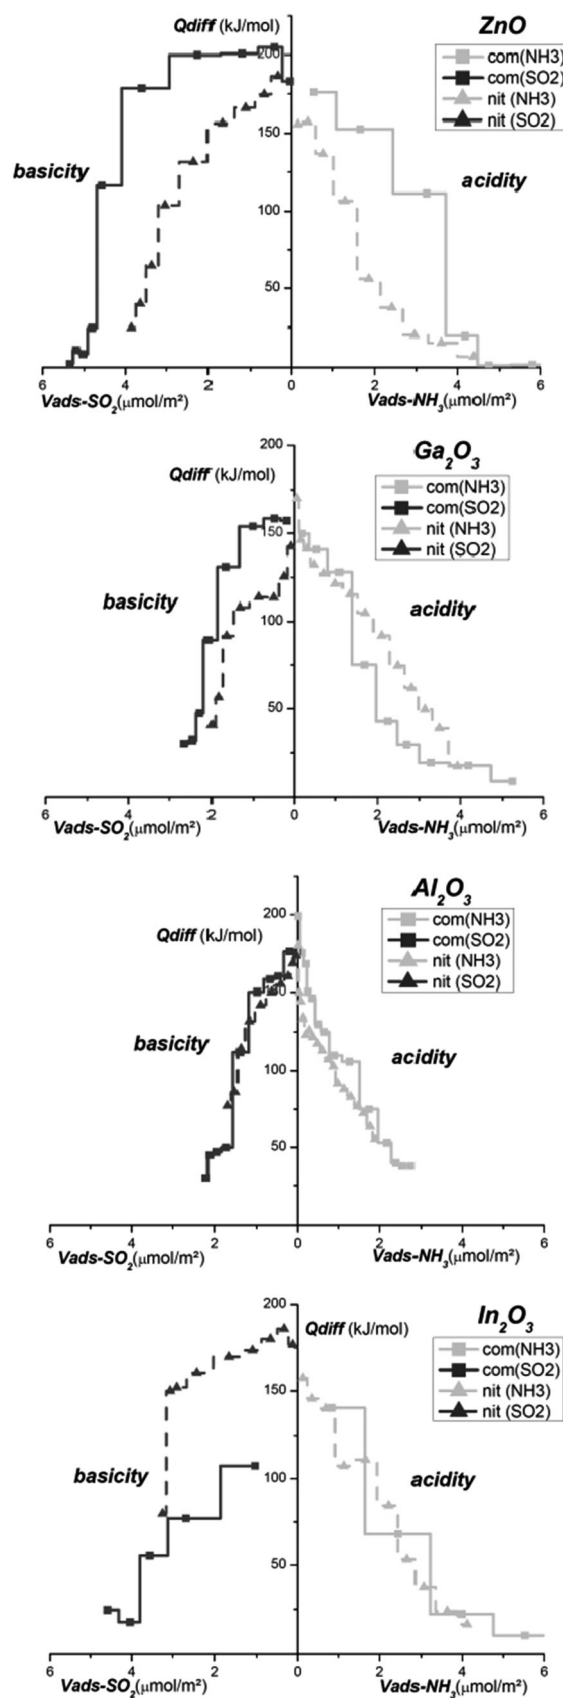 Qdiff (kJ/mol)
ZnO
com(NH3)
com(SO2)
nit (NH3)
nit (SO2)
basicity
acidity
200
150
100
50
6 4 2 0 2 4 6
Vads-SO₂(μmol/m²) Vads-NH₃(μmol/m²)
Ga₂O₃
200
Qdiff (kJ/mol)
com(NH3)
com(SO2)
nit (NH3)
nit (SO2)
150
basicity
acidity
100
50
6 4 2 0 2 4 6
Vads-SO₂(μmol/m²) Vads-NH₃(μmol/m²)
Al₂O₃
200
Qdiff (kJ/mol)
com(NH3)
com(SO2)
nit (NH3)
nit (SO2)
150
basicity
acidity
100
50
6 4 2 0 2 4 6
Vads-SO₂(μmol/m²) Vads-NH₃(μmol/m²)
200
Qdiff (kJ/mol)
In₂O₃
com(NH3)
com(SO2)
nit (NH3)
nit (SO2)
150
basicity
acidity
100
50
6 4 2 0 2 4 6
Vads-SO₂(μmol/m²) Vads-NH₃(μmol/m²)